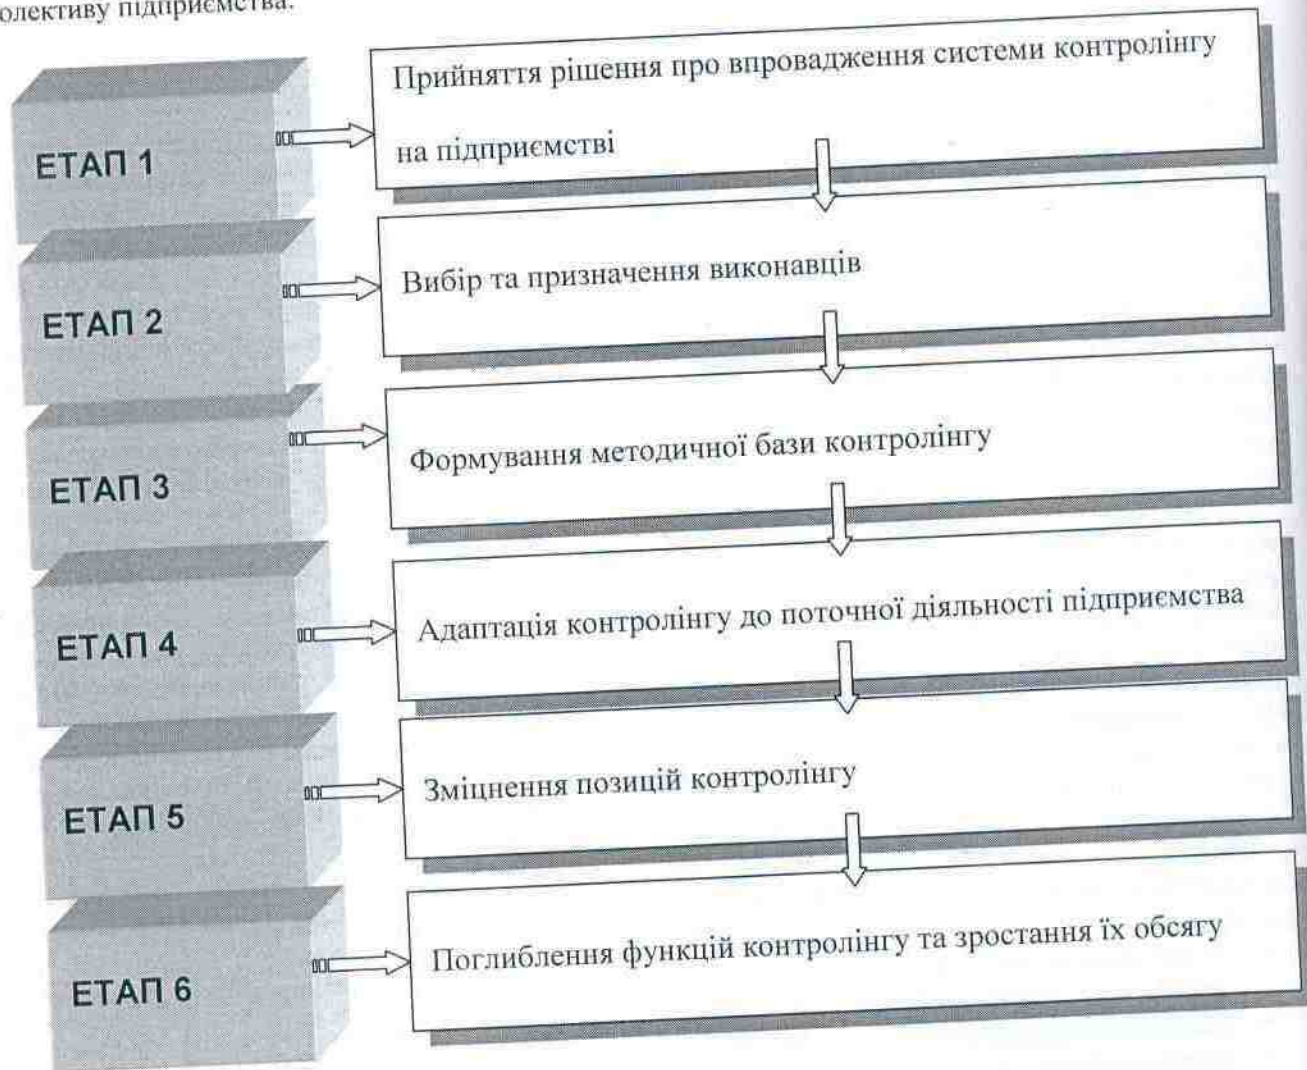 підприємства.
ЕТАП 1
Прийняття рішення про впровадження системи контролінгу
на підприємстві
ЕТАП 2
Вибір та призначення виконавців
ЕТАП 3
Формування методичної бази контролінгу
ЕТАП 4
Адаптація контролінгу до поточної діяльності підприємства
ЕТАП 5
Зміцнення позицій контролінгу
ЕТАП 6
Поглиблення функцій контролінгу та зростання їх обсягу